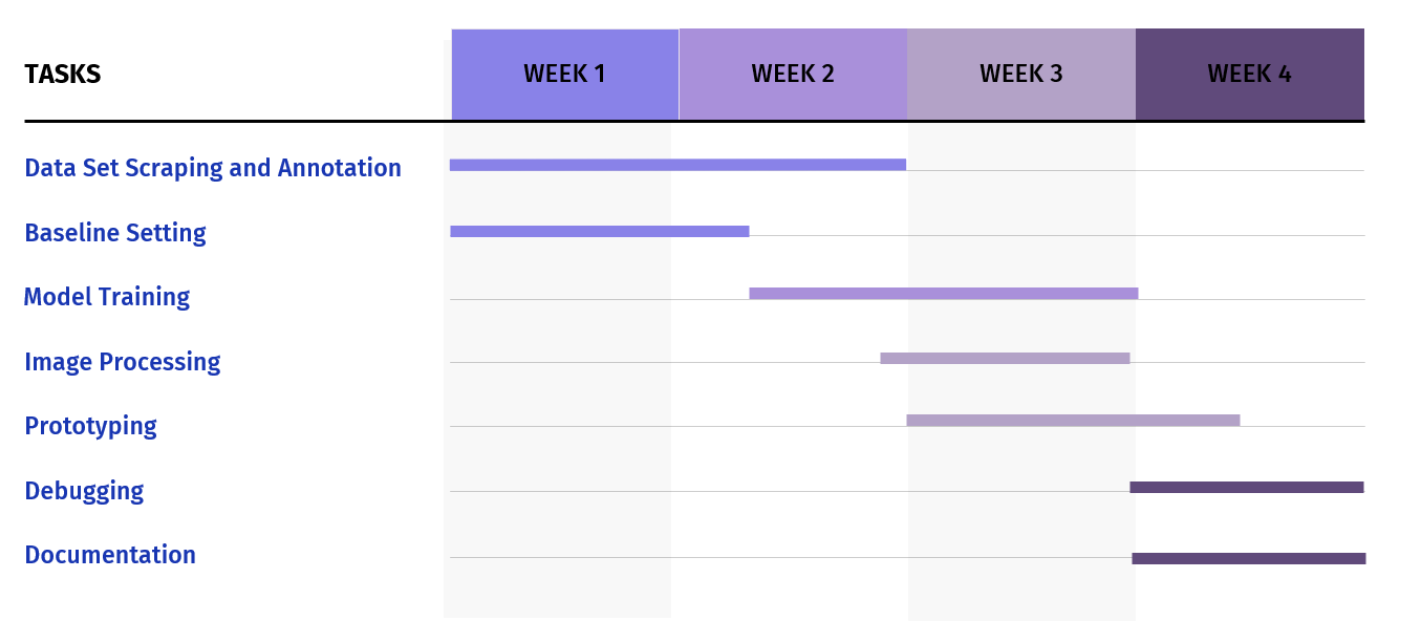 TASKS
WEEK 1
WEEK 2
WEEK 3
WEEK 4
Data Set Scraping and Annotation
Baseline Setting
Model Training
Image Processing
Prototyping
Debugging
Documentation